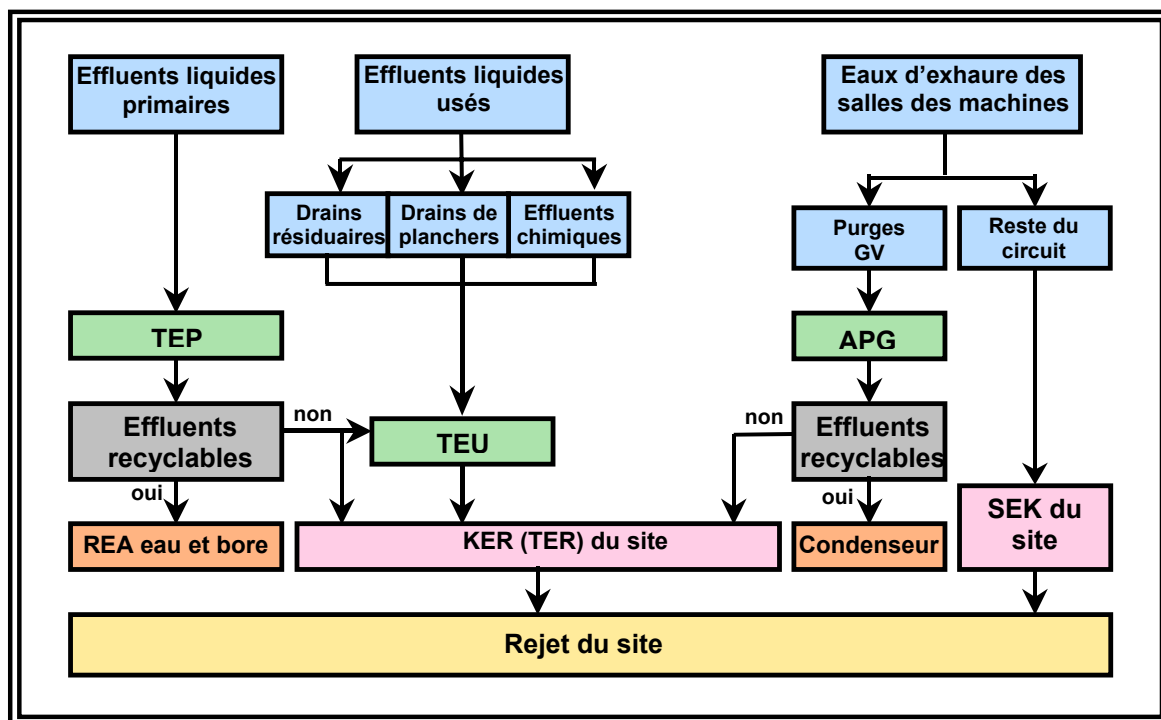 Effluents liquides
primaires
Effluents liquides
usés
Eaux d'exhaure des
salles des machines
Drains
résiduaires
Drains de
planchers
Effluents
chimiques
Purges
GV
Reste du
circuit
TEP
APG
Effluents
recyclables
non
TEU
non
Effluents
recyclables
oui
oui
REA eau et bore
KER (TER) du site
Condenseur
SEK du
site
Rejet du site